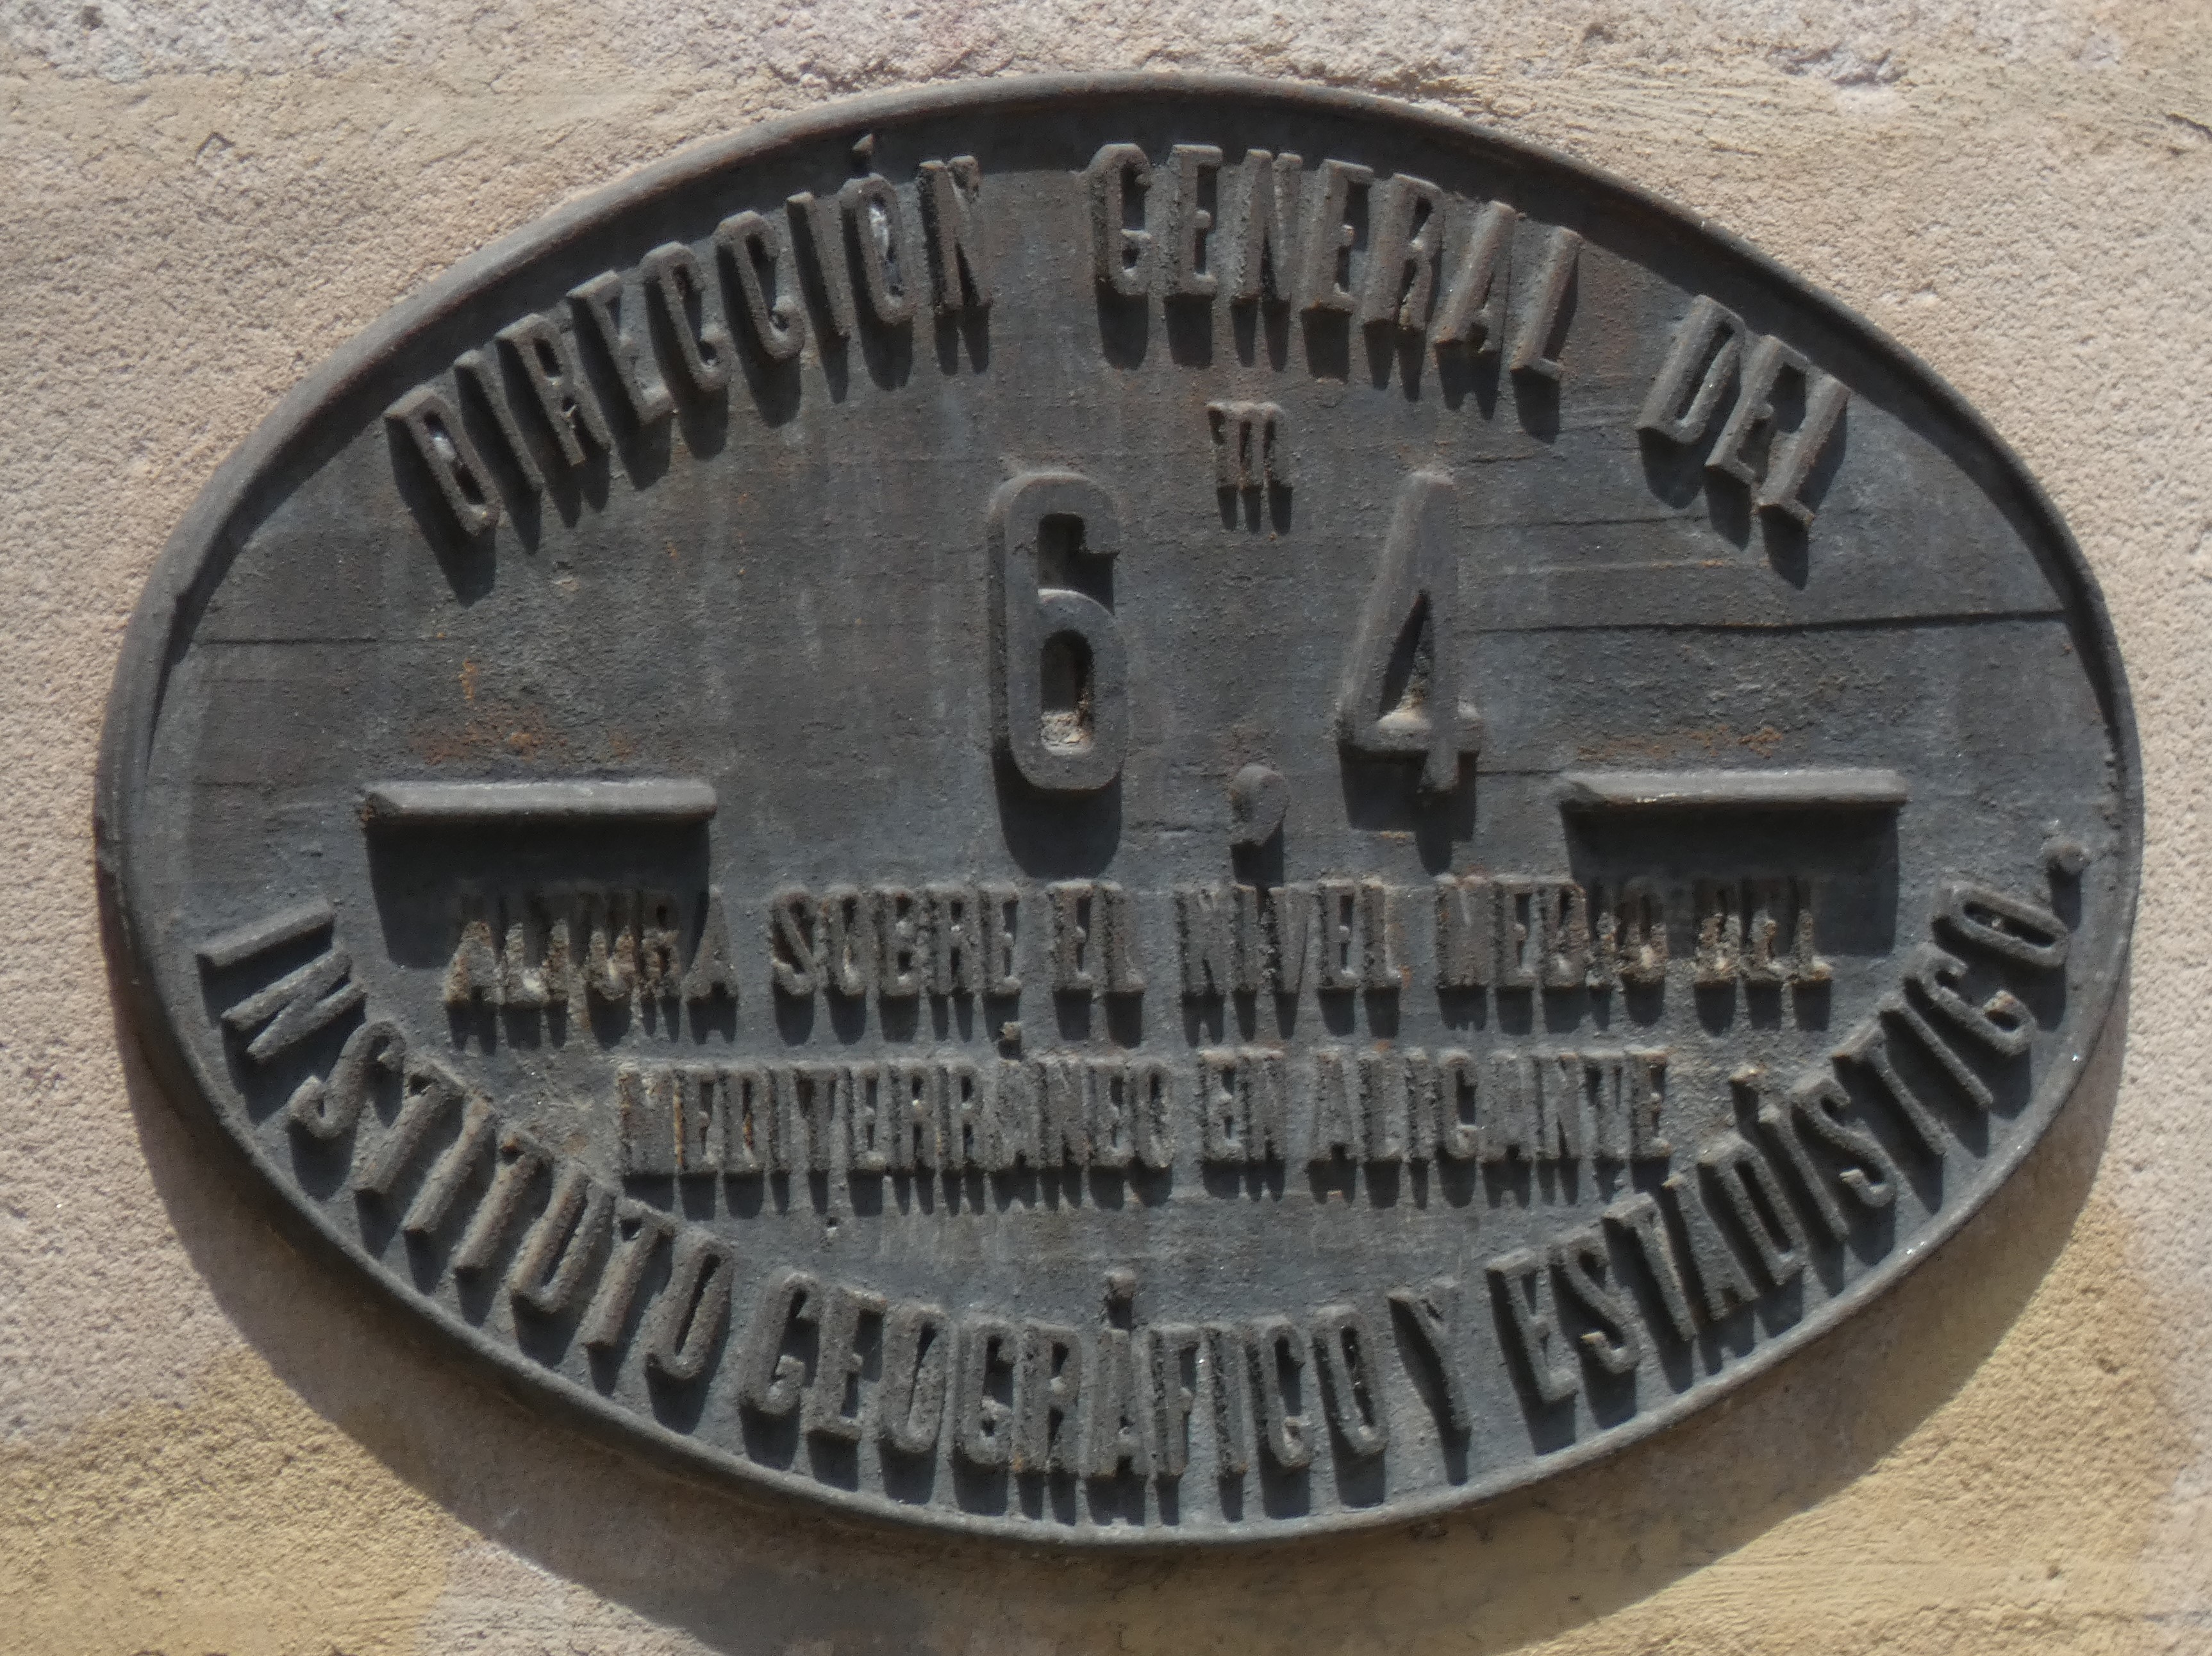 DIRECCIÓN GENERAL DEL
m
6,4
ALTURA SOBRE EL NIVEL MEDIO DEL
MEDITERRÁNEO EN ALICANTE
INSTITUTO GEOGRÁFICO Y ESTADÍSTICO.